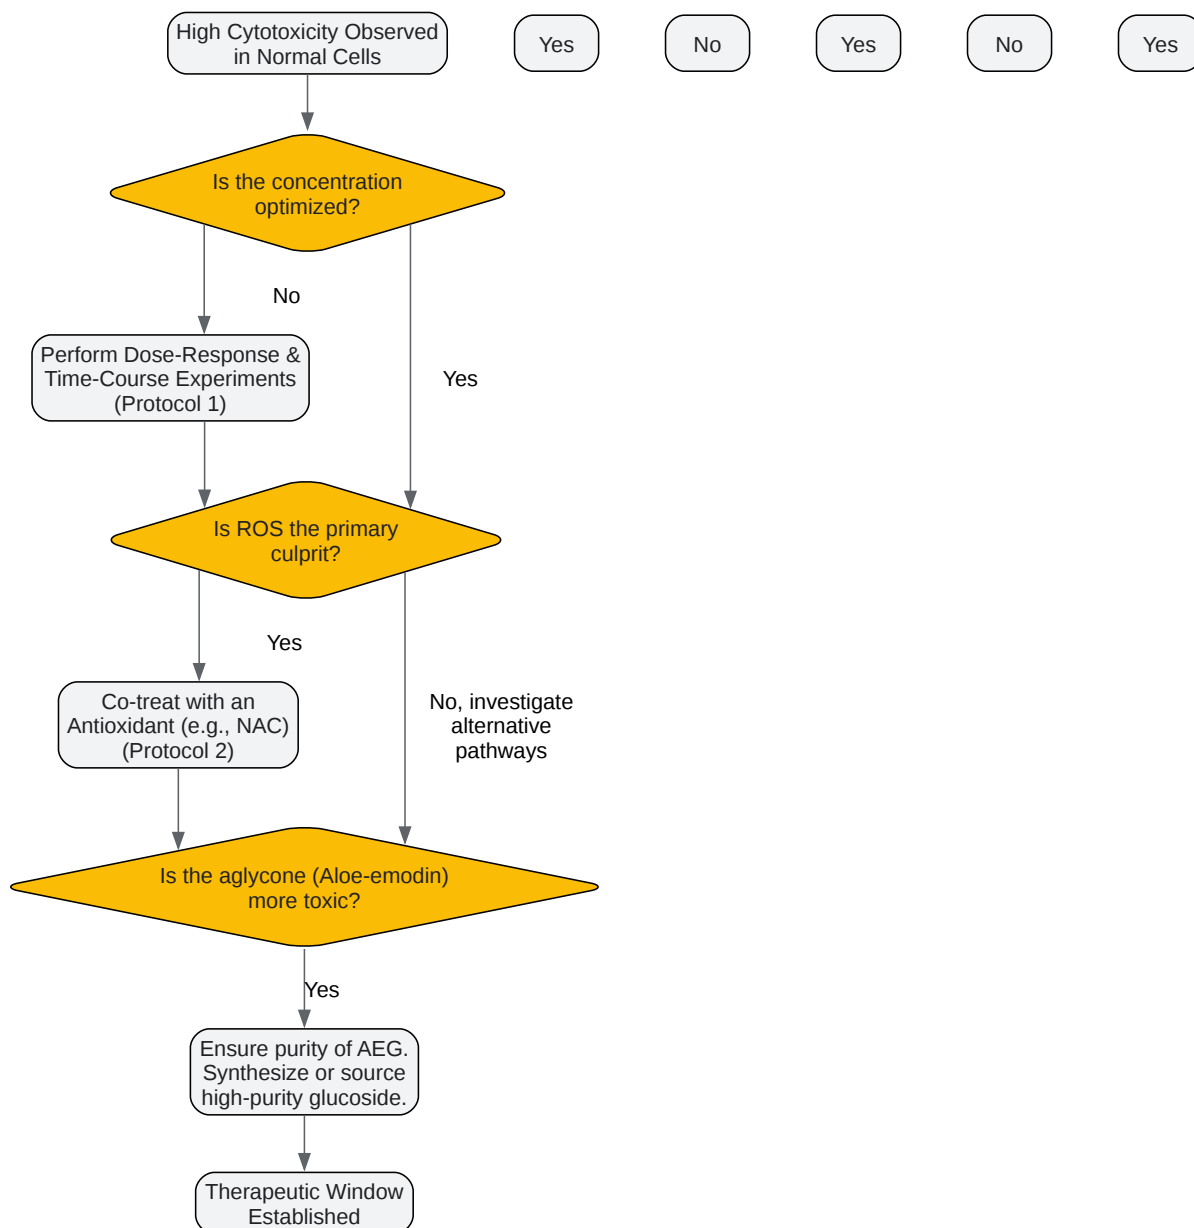 High Cytotoxicity Observed
in Normal Cells
Yes
No
Yes
No
Yes
Is the concentration
optimized?
No
Perform Dose-Response &
Time-Course Experiments
(Protocol 1)
Yes
Is ROS the primary
culprit?
Yes
Co-treat with an
Antioxidant (e.g., NAC)
(Protocol 2)
No, investigate
alternative
pathways
Is the aglycone (Aloe-emodin)
more toxic?
Yes
Ensure purity of AEG.
Synthesize or source
high-purity glucoside.
Therapeutic Window
Established